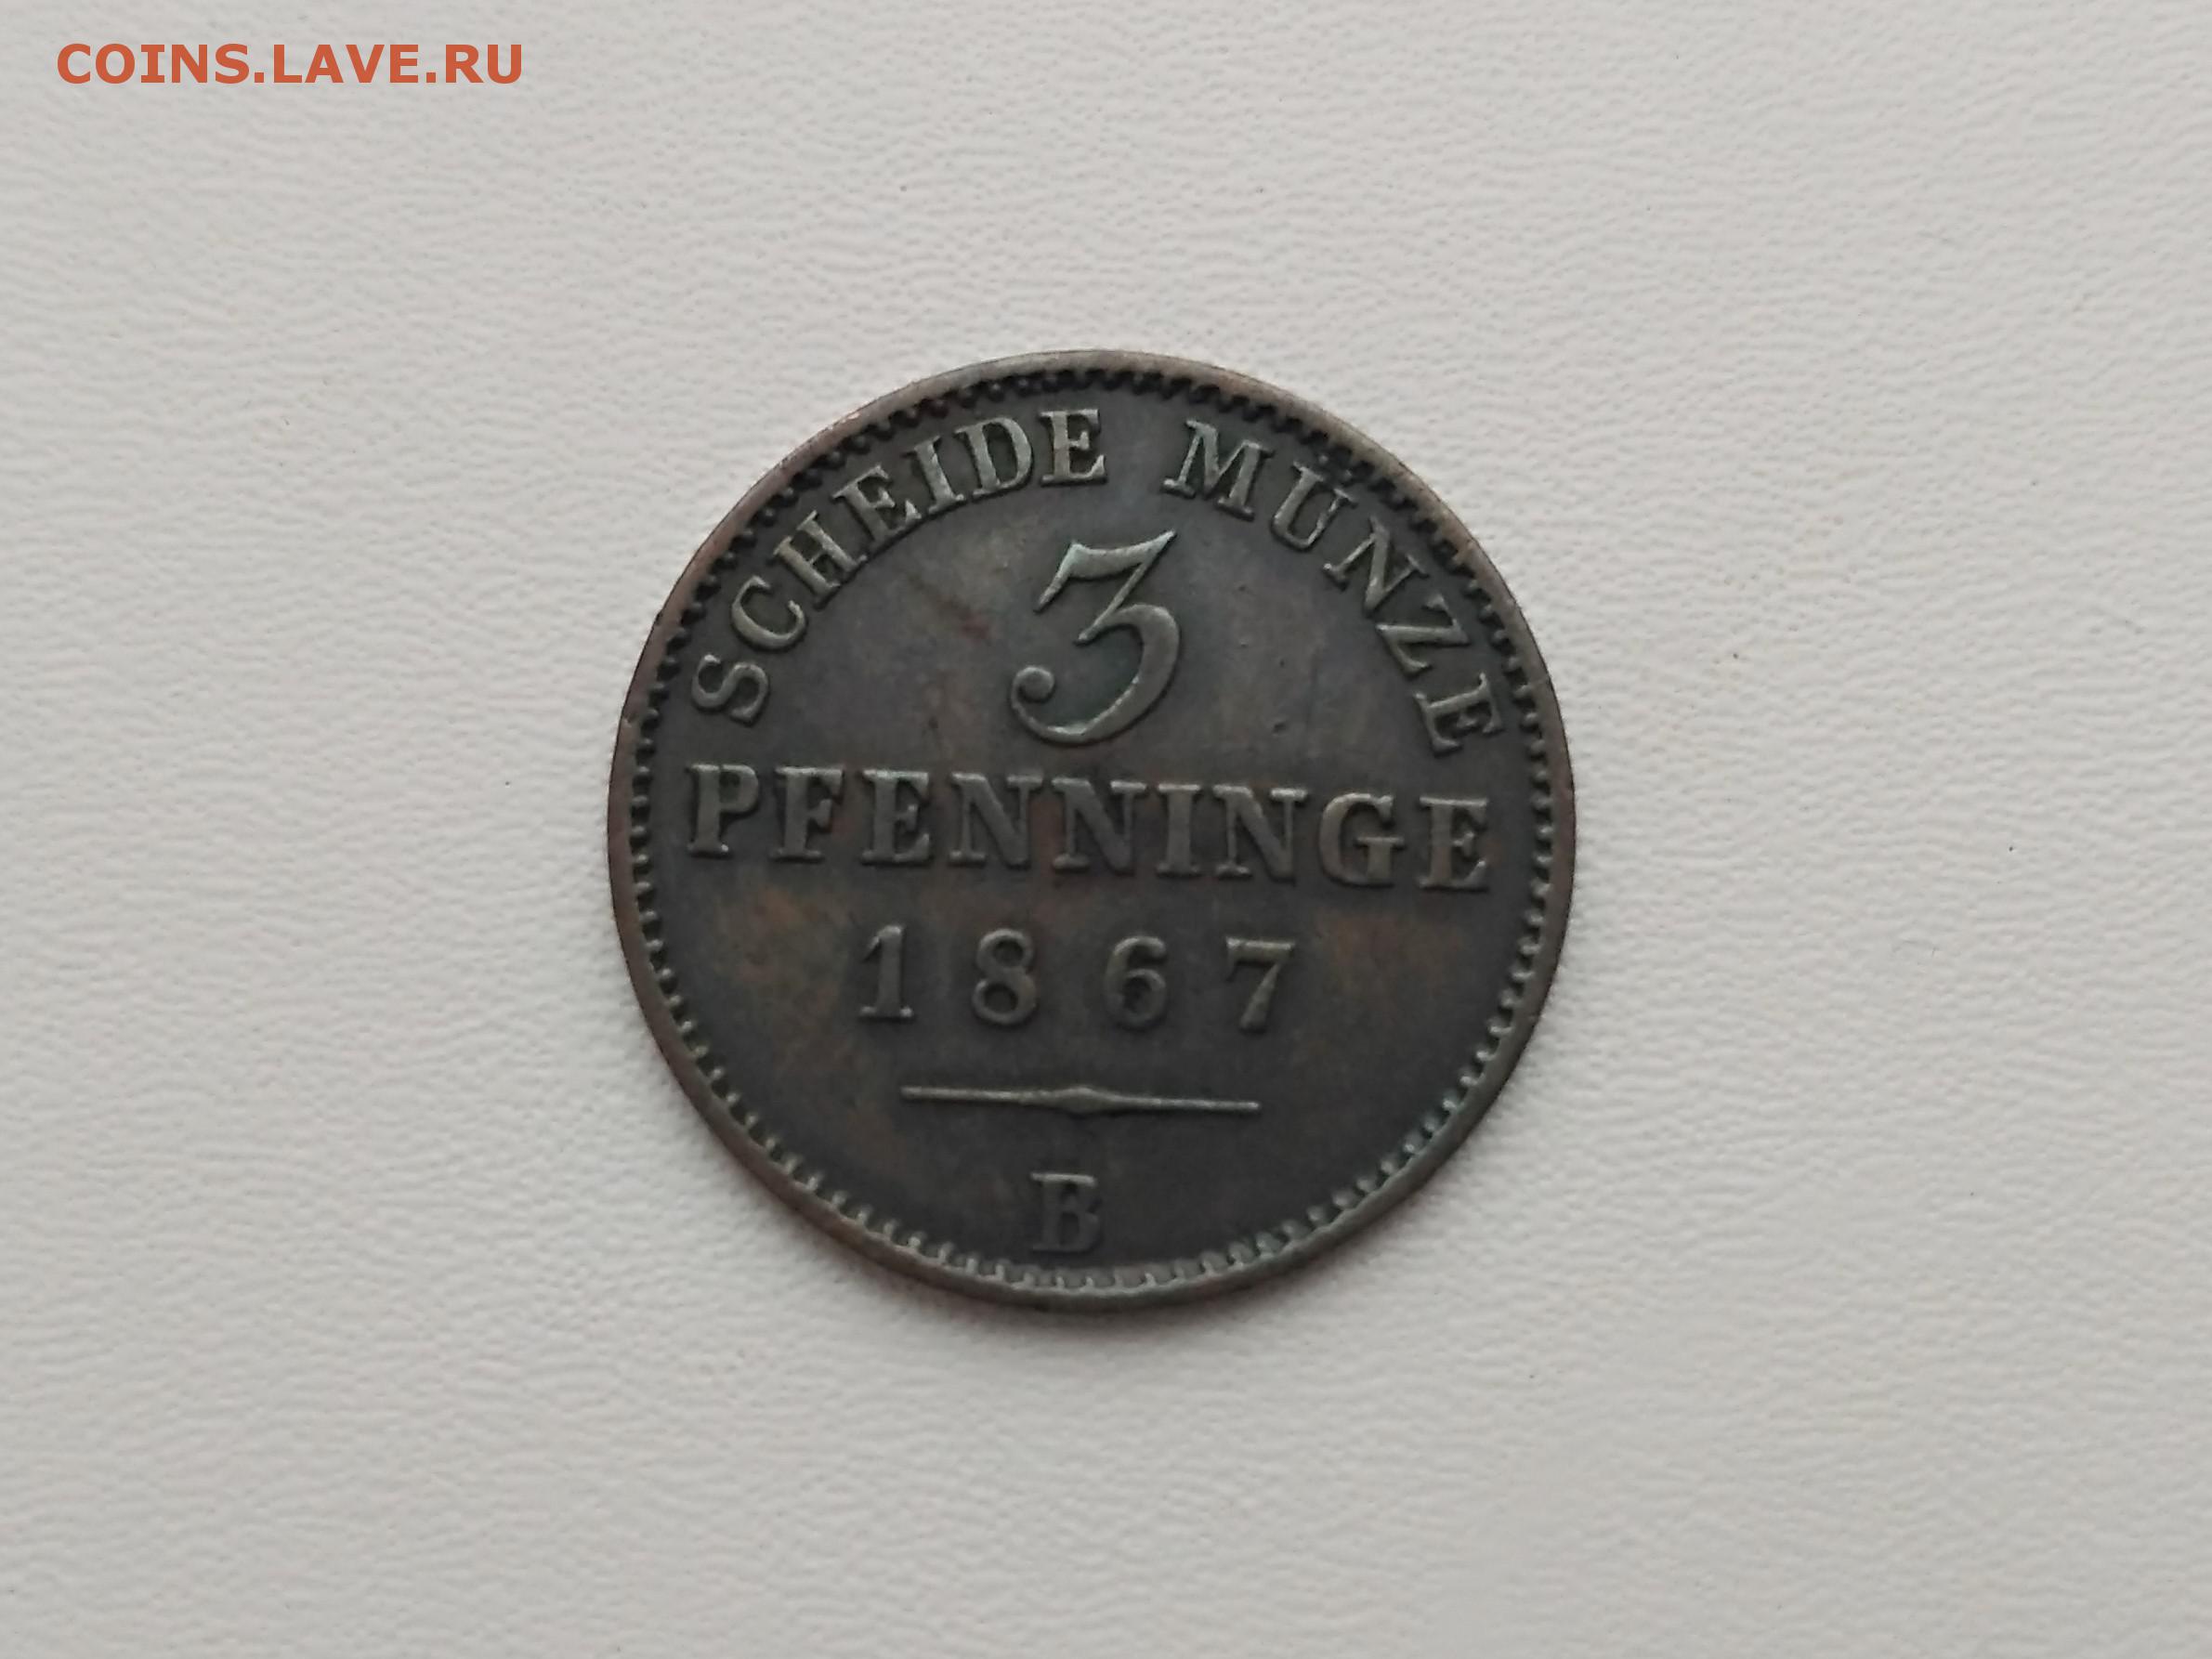 COINS.LAVE.RU
SCHEIDE MÜNZE
3
PFENNINGE
1867
B